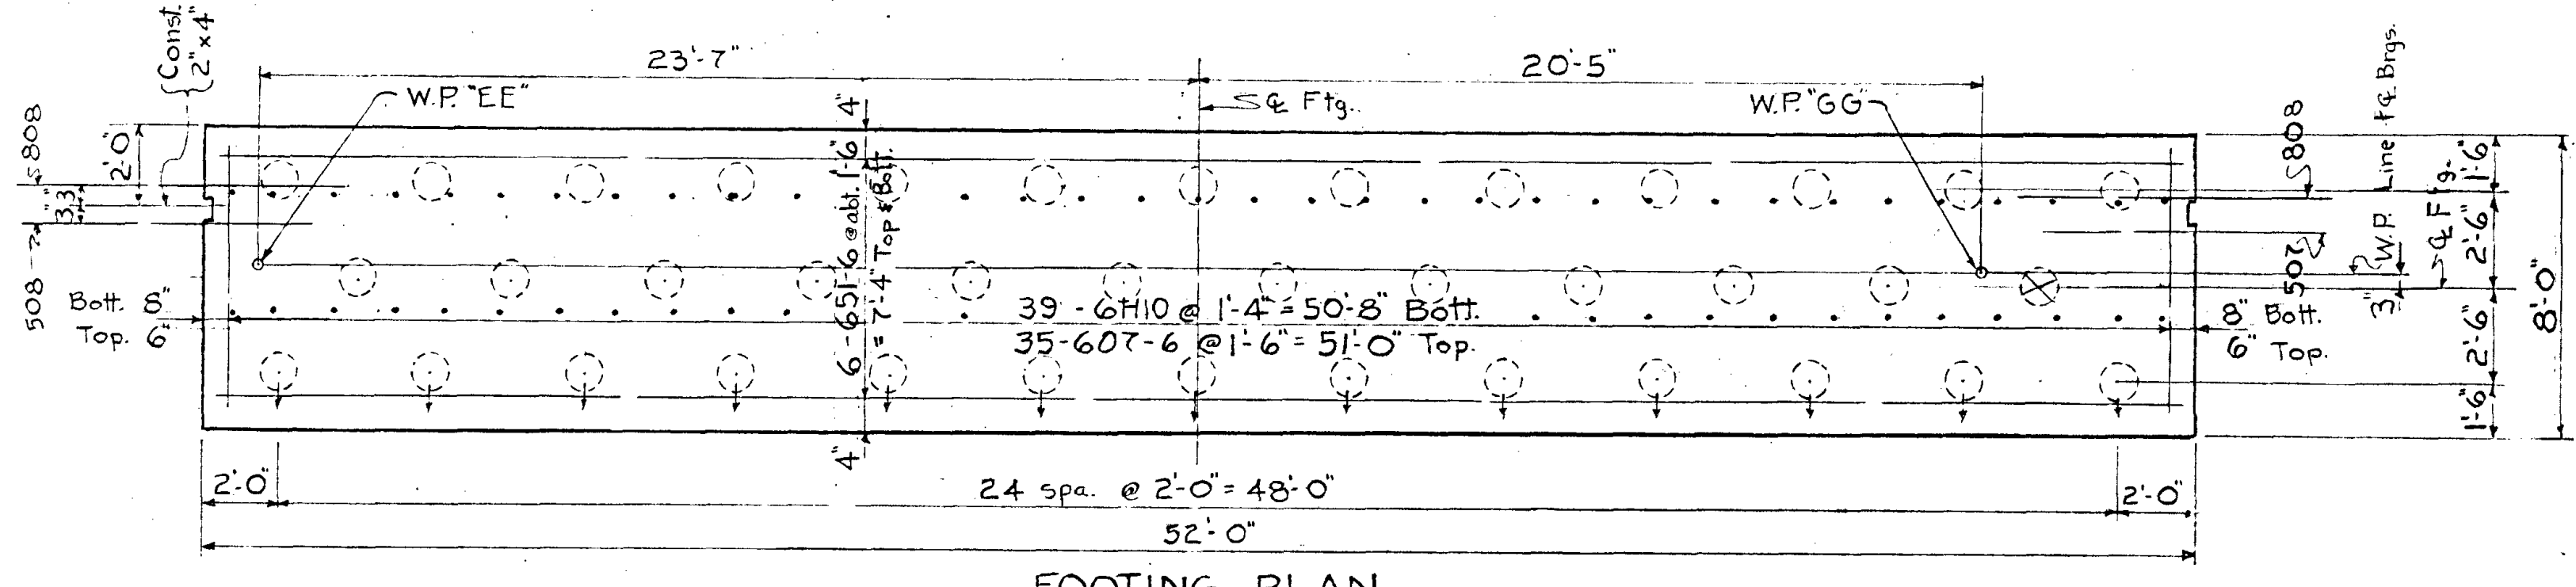 Const.
2"x4"
23'-7"
20'-5"
W.P. "EE"
℄ Ftg.
W.P. "GG"
Line F ℄ Brgs.
808
2'-0"
4"
808
1'-6"
3" 3"
6-651-6 @ abt. 1'-6"
= 7'-4" Top & Bott.
508
507
W.P.
℄ Ftg.
2'-6"
3"
8'-0"
Bott. 8"
Top. 6"
39-6H10 @ 1'-4" = 50'-8" Bott.
35-607-6 @ 1'-6" = 51'-0" Top.
8" Bott.
6" Top.
2'-6"
1'-6"
4"
2'-0"
24 spa. @ 2'-0" = 48'-0"
2'-0"
52'-0"
FOOTING PLAN